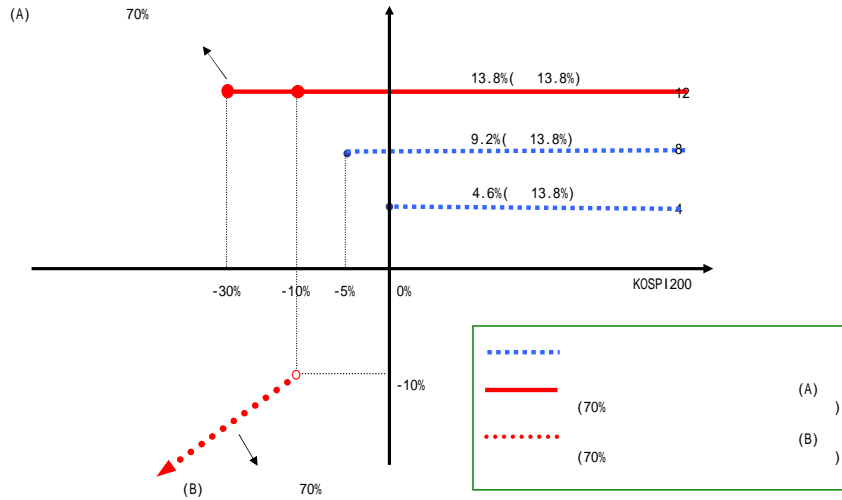 (A) 70%
13.8%( 13.8%)
12
9.2%( 13.8%)
8
4.6%( 13.8%)
4
-30% -10% -5% 0% KOSPI200
-10%
(A)
(70% )
(B)
(70% )
(B) 70%